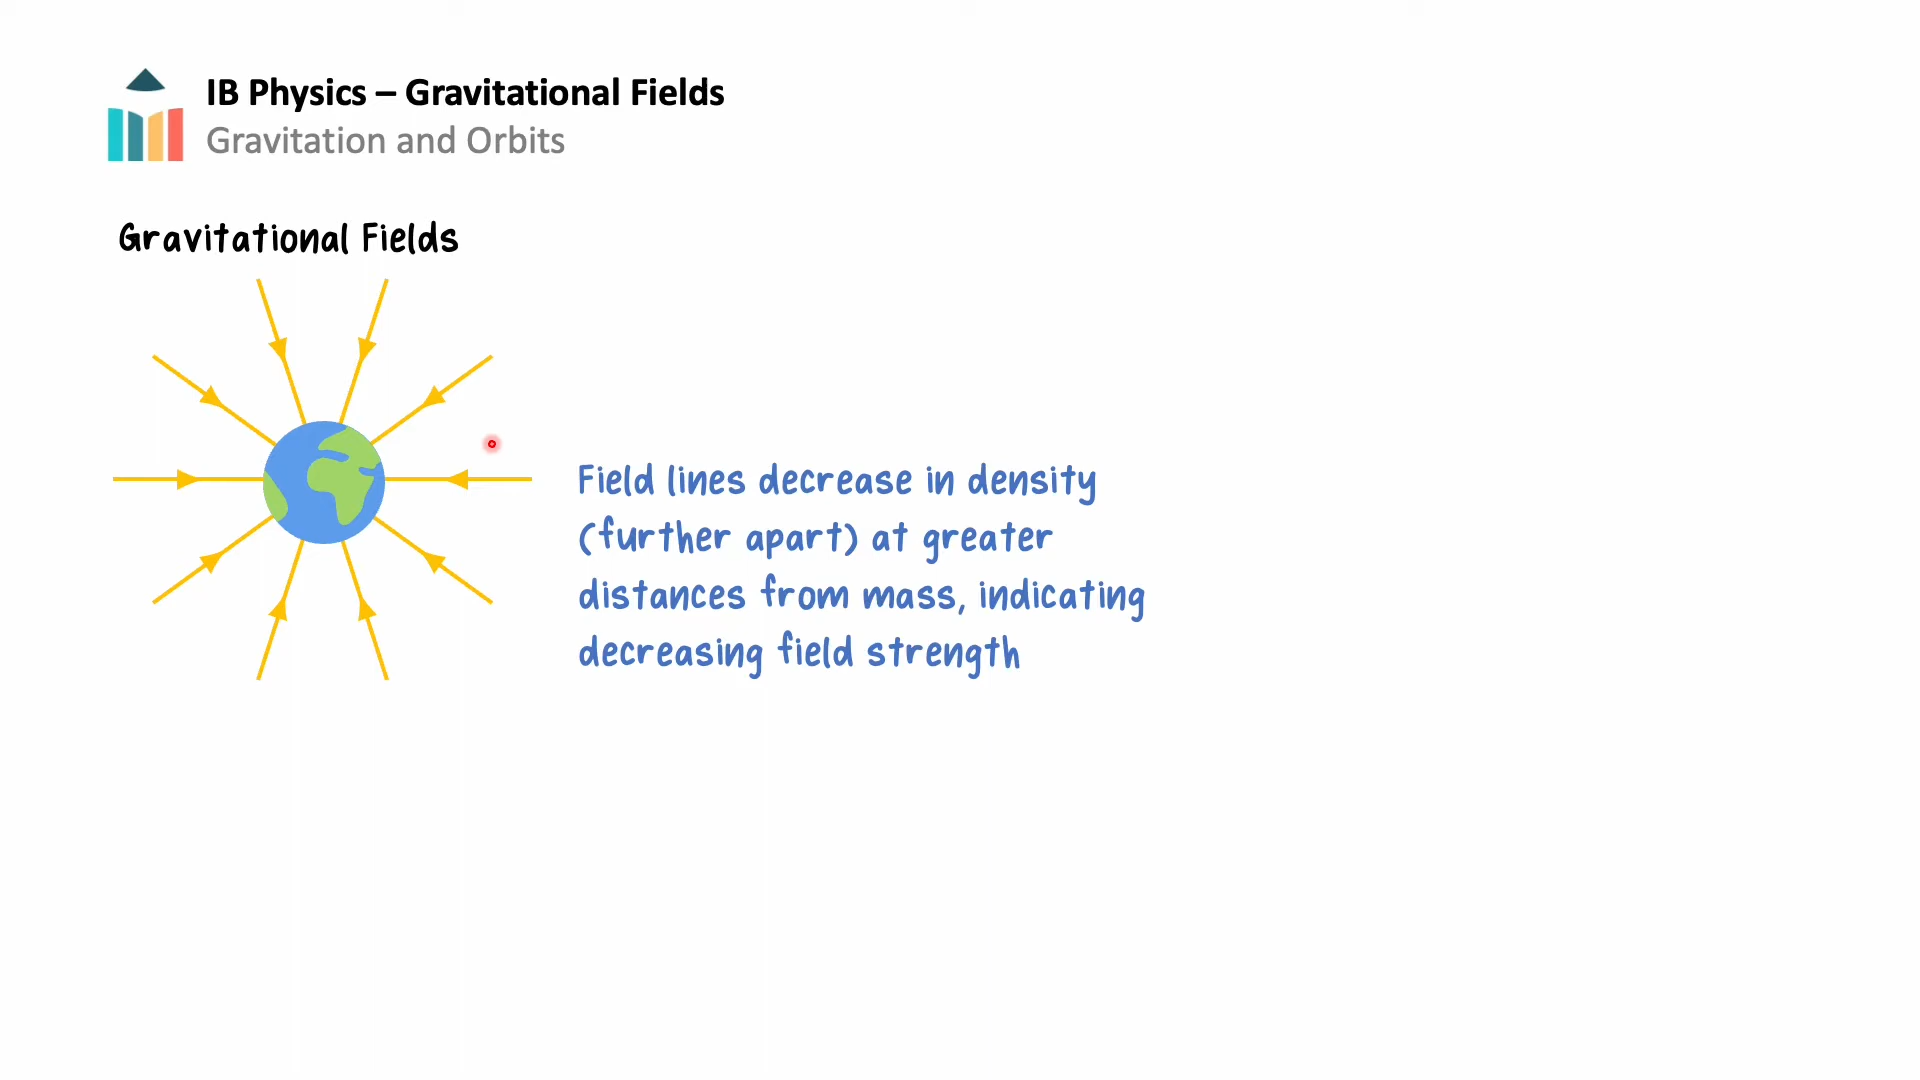 IB Physics – Gravitational Fields
Gravitation and Orbits
Gravitational Fields
Field lines decrease in density
(further apart) at greater
distances from mass, indicating
decreasing field strength